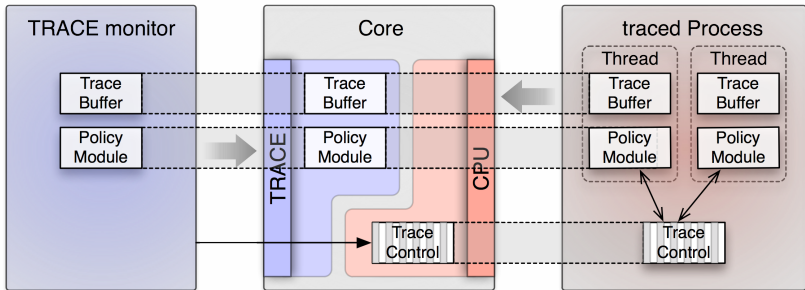 TRACE monitor
Core
traced Process
Thread
Thread
Trace
Buffer
Trace
Buffer
Trace
Buffer
Trace
Buffer
Policy
Module
Policy
Module
Policy
Module
Policy
Module
TRACE
CPU
Trace
Control
Trace
Control